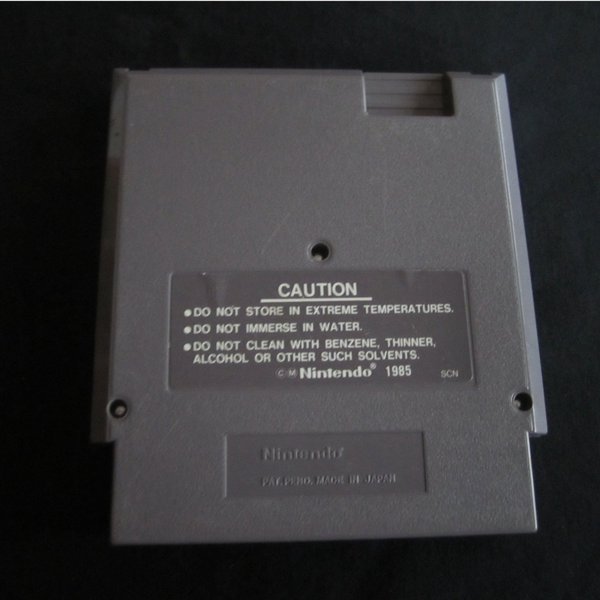 CAUTION
●DO NOT STORE IN EXTREME TEMPERATURES.
●DO NOT IMMERSE IN WATER.
●DO NOT CLEAN WITH BENZENE, THINNER,
ALCOHOL OR OTHER SUCH SOLVENTS.
©Ⓜ Nintendo® 1985 SCN
Nintendo®
PAT. PEND. MADE IN JAPAN